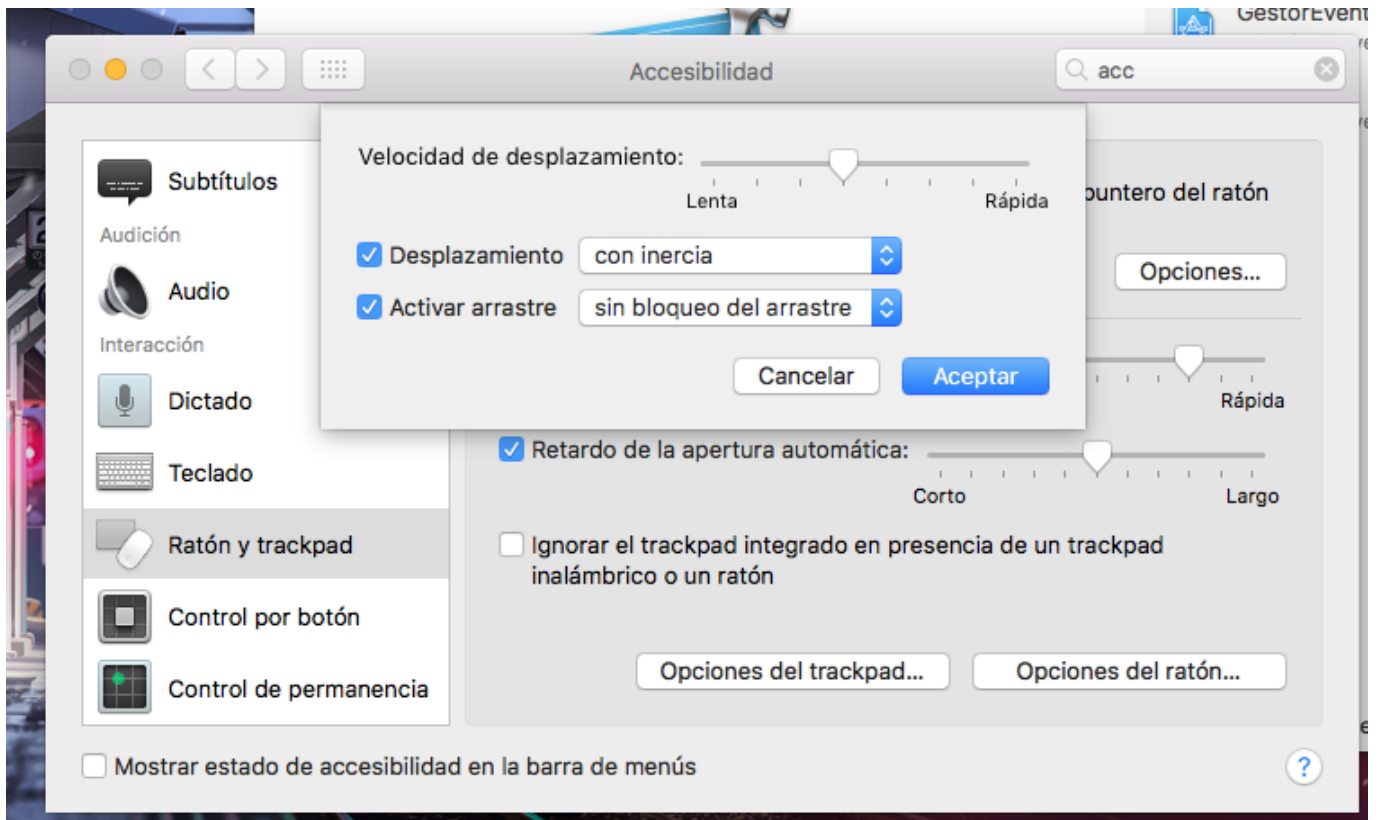 GestorEvent
Accesibilidad
acc
Velocidad de desplazamiento:
Lenta
Rápida
Desplazamiento
con inercia
Activar arrastre
sin bloqueo del arrastre
Cancelar
Aceptar
Subtítulos
Audición
Audio
Interacción
Dictado
Teclado
Ratón y trackpad
Control por botón
Control de permanencia
puntero del ratón
Opciones...
Rápida
Retardo de la apertura automática:
Corto
Largo
Ignorar el trackpad integrado en presencia de un trackpad
inalámbrico o un ratón
Opciones del trackpad...
Opciones del ratón...
Mostrar estado de accesibilidad en la barra de menús
?